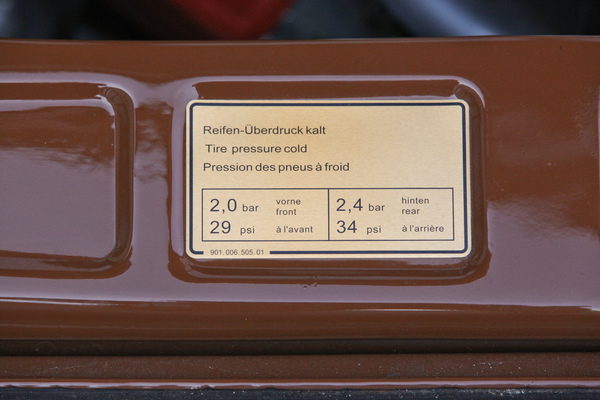 Reifen-Überdruck kalt
Tire pressure cold
Pression des pneus à froid
2,0 bar vorne front
29 psi à l'avant
2,4 bar hinten rear
34 psi à l'arrière
901.006.505.01